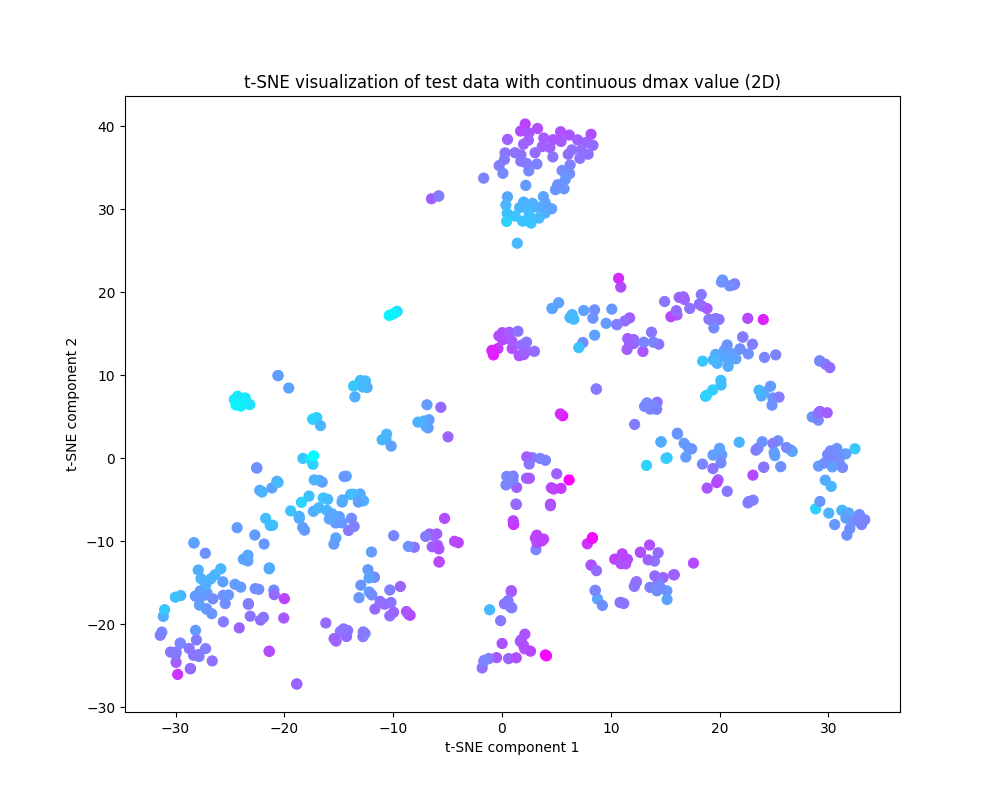 t-SNE visualization of test data with continuous dmax value (2D)
40
30
20
10
0
−10
−20
−30
t-SNE component 2
−30 −20 −10 0 10 20 30
t-SNE component 1